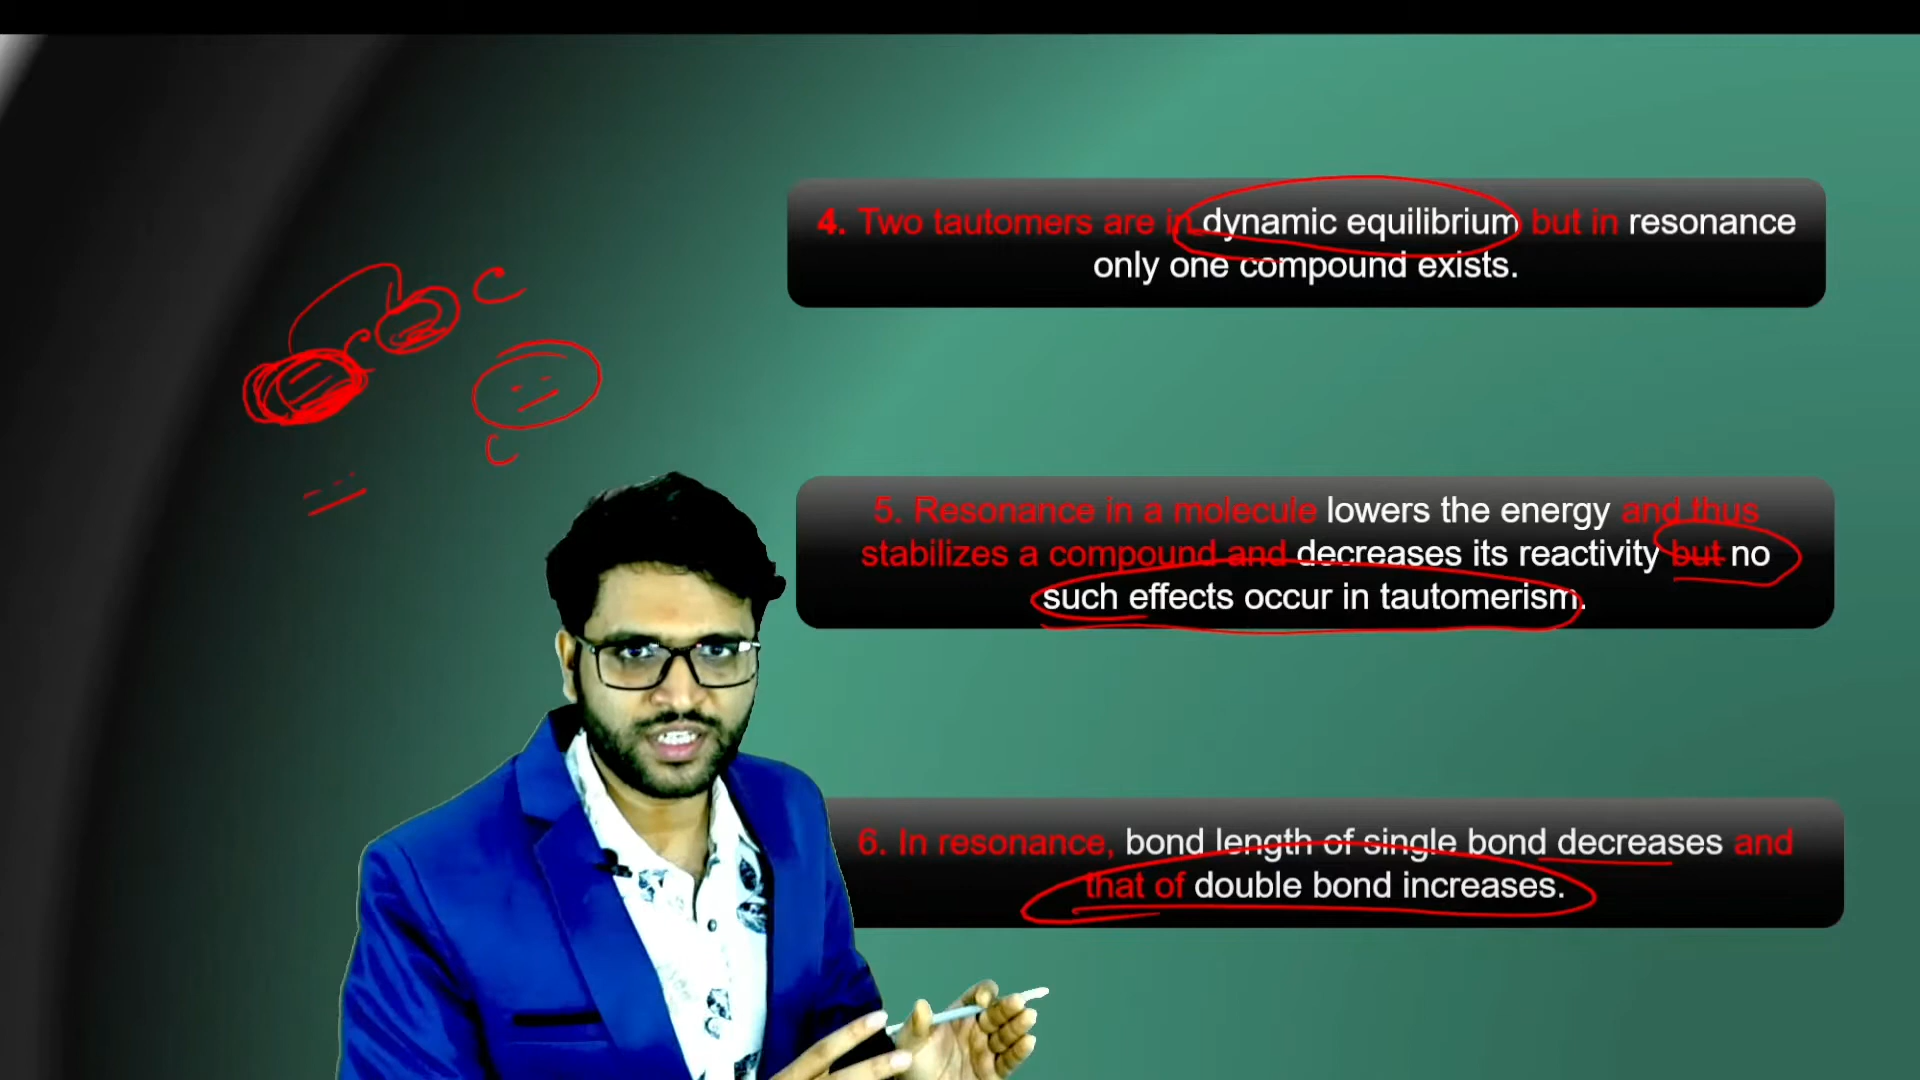 4. Two tautomers are in dynamic equilibrium but in resonance
only one compound exists.
C
C
5. Resonance in a molecule lowers the energy and thus
stabilizes a compound and decreases its reactivity but no
such effects occur in tautomerism.
6. In resonance, bond length of single bond decreases and
that of double bond increases.